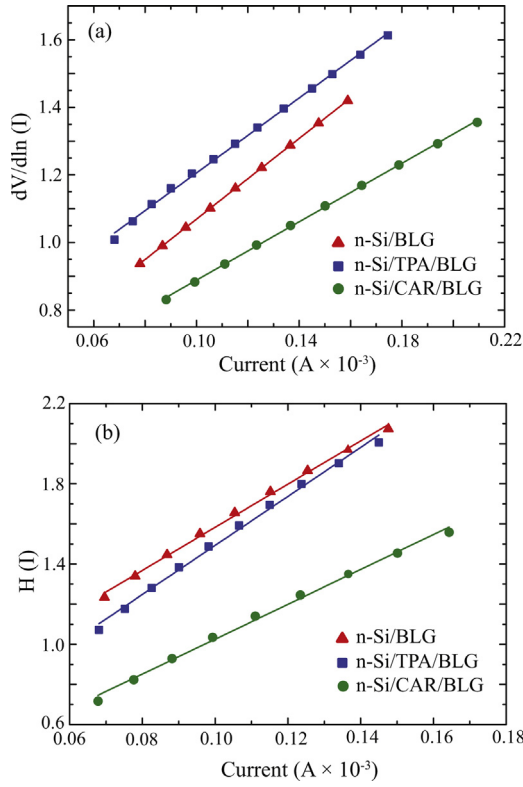 (a)
1.6
1.4
1.2
1.0
0.8
dV/dln (I)
n-Si/BLG
n-Si/TPA/BLG
n-Si/CAR/BLG
0.06
0.10
0.14
0.18
0.22
Current (A × 10⁻³)
(b)
2.2
1.8
1.4
1.0
0.6
H (I)
n-Si/BLG
n-Si/TPA/BLG
n-Si/CAR/BLG
0.06
0.08
0.10
0.12
0.14
0.16
0.18
Current (A × 10⁻³)